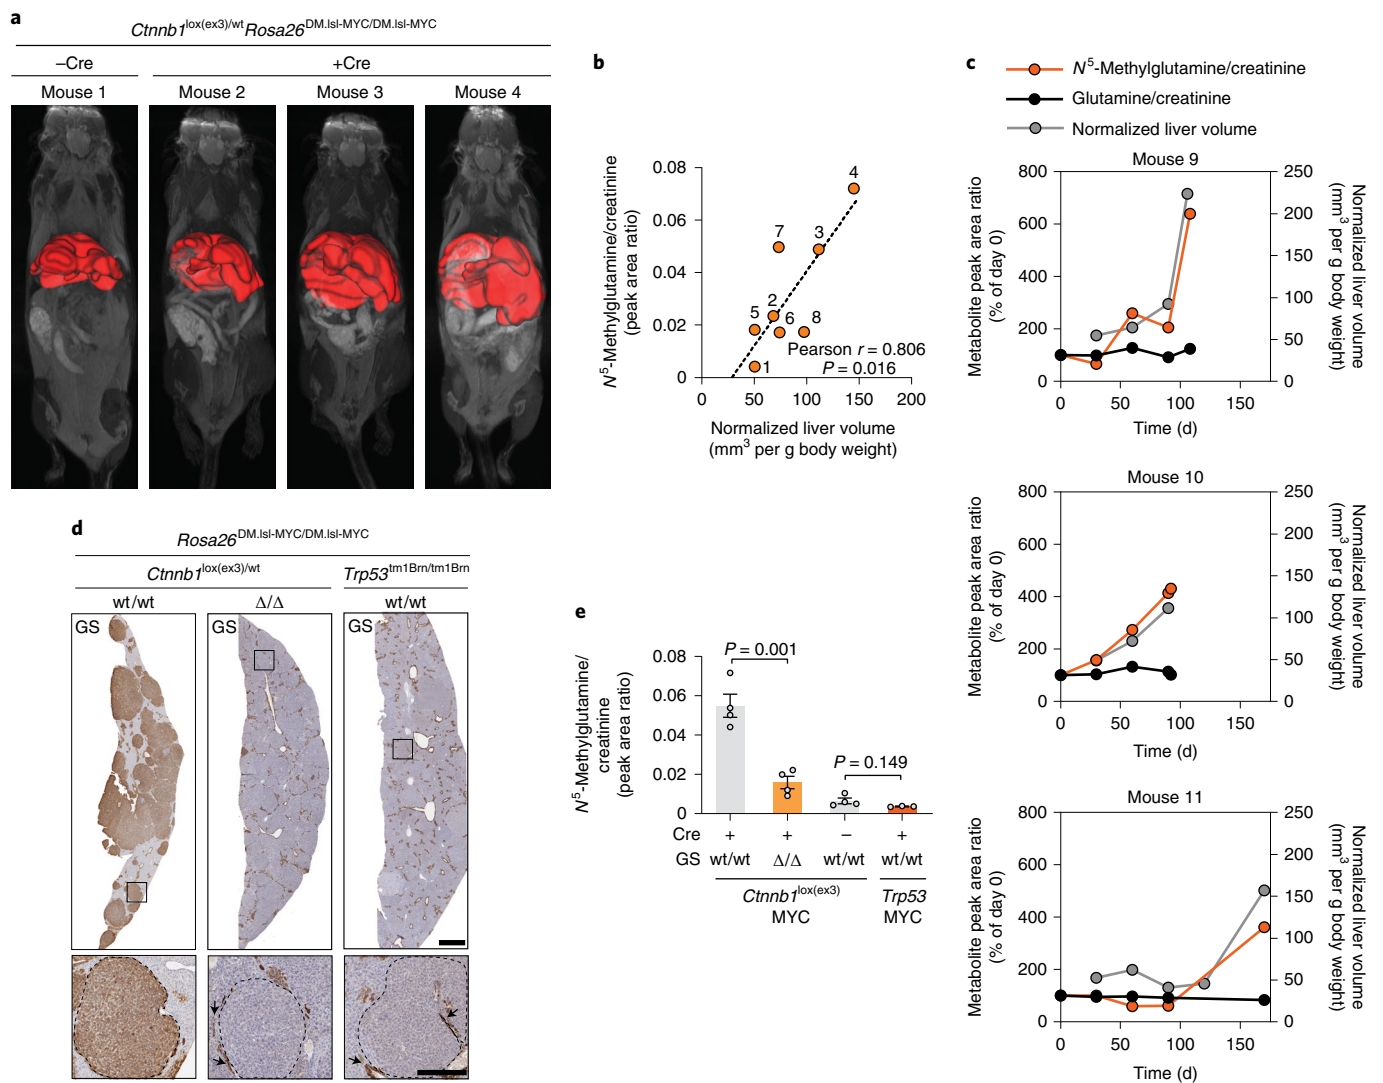 a
Ctnnb1lox(ex3)/wtRosa26DM.lsl-MYC/DM.lsl-MYC
–Cre
+Cre
Mouse 1
Mouse 2
Mouse 3
Mouse 4
b
N5-Methylglutamine/creatinine
(peak area ratio)
0.08
0.06
0.04
0.02
0
4
7
3
2
5
6
8
1
Pearson r = 0.806
P = 0.016
0
50
100
150
200
Normalized liver volume
(mm3 per g body weight)
c
N5-Methylglutamine/creatinine
Glutamine/creatinine
Normalized liver volume
Mouse 9
Metabolite peak area ratio
(% of day 0)
800
600
400
200
0
250
200
150
100
50
0
Normalized liver volume
(mm3 per g body weight)
0
50
100
150
Time (d)
Mouse 10
Metabolite peak area ratio
(% of day 0)
800
600
400
200
0
250
200
150
100
50
0
Normalized liver volume
(mm3 per g body weight)
0
50
100
150
Time (d)
Mouse 11
Metabolite peak area ratio
(% of day 0)
800
600
400
200
0
250
200
150
100
50
0
Normalized liver volume
(mm3 per g body weight)
0
50
100
150
Time (d)
d
Rosa26DM.lsl-MYC/DM.lsl-MYC
Ctnnb1lox(ex3)/wt
Trp53tm1Brn/tm1Brn
wt/wt
Δ/Δ
wt/wt
GS
GS
GS
e
N5-Methylglutamine/
creatinine
(peak area ratio)
0.08
0.06
0.04
0.02
0
P = 0.001
P = 0.149
Cre + + – +
GS wt/wt Δ/Δ wt/wt wt/wt
Ctnnb1lox(ex3)
MYC
Trp53
MYC